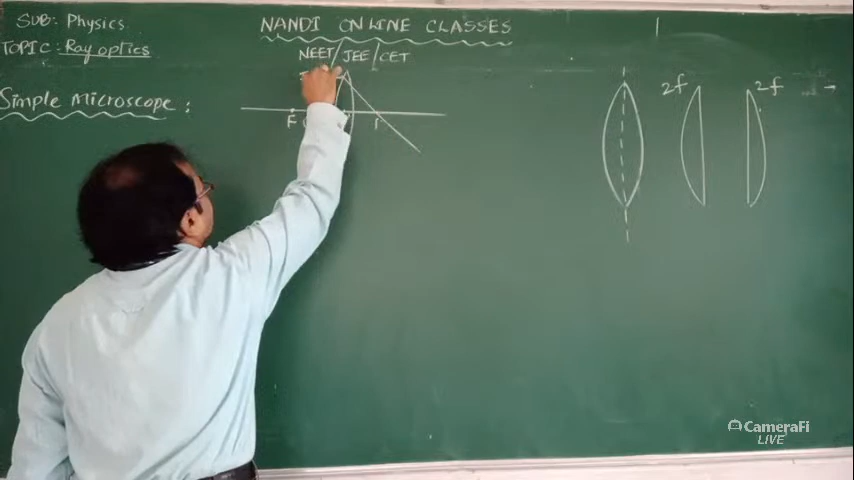 SUB: Physics.
TOPIC: Ray optics
NANDI ONLINE CLASSES
NEET/JEE/CET
Simple Microscope:
F
F
2f
2f
CameraFi
LIVE